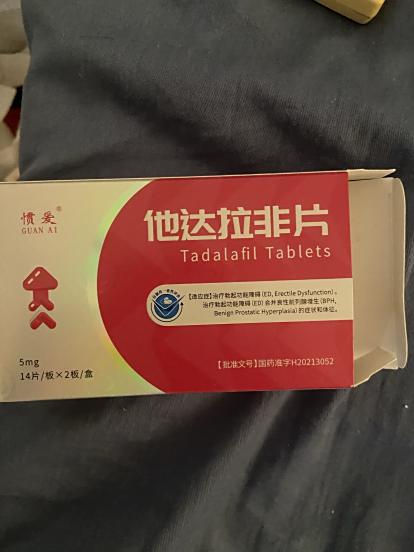 惯爱®
GUAN AI
他达拉非片
Tadalafil Tablets
【适应症】治疗勃起功能障碍(ED, Erectile Dysfunction)。
治疗勃起功能障碍(ED)合并良性前列腺增生(BPH,
Benign Prostatic Hyperplasia)的症状和体征。
5mg
14片/板×2板/盒
【批准文号】国药准字H20213052